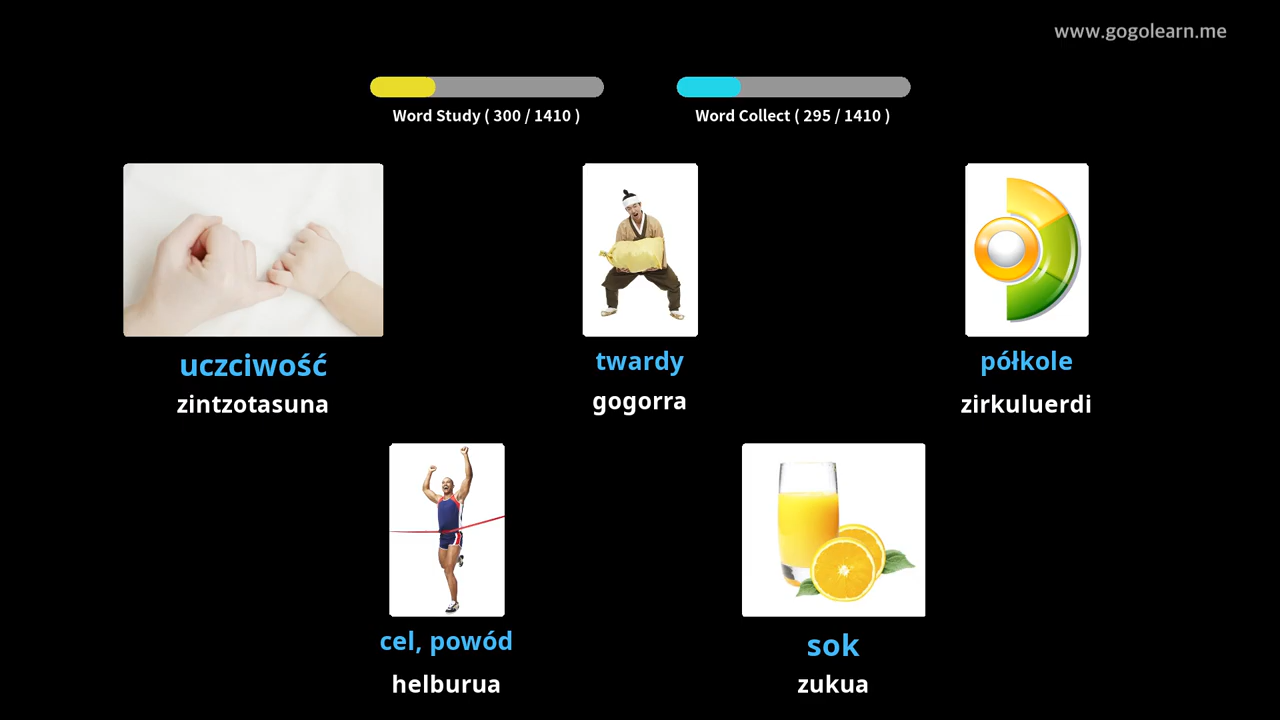 www.gogolearn.me
Word Study ( 300 / 1410 )
Word Collect ( 295 / 1410 )
uczciwość
zintzotasuna
twardy
gogorra
półkole
zirkuluerdi
cel, powód
helburua
sok
zukua